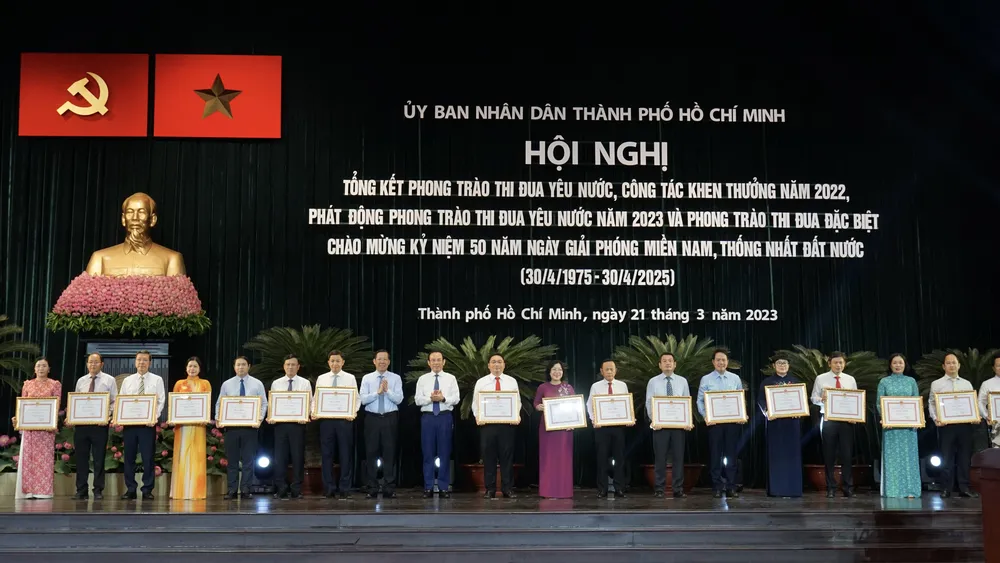 ỦY BAN NHÂN DÂN THÀNH PHỐ HỒ CHÍ MINH
HỘI NGHỊ
TỔNG KẾT PHONG TRÀO THI ĐUA YÊU NƯỚC, CÔNG TÁC KHEN THƯỞNG NĂM 2022,
PHÁT ĐỘNG PHONG TRÀO THI ĐUA YÊU NƯỚC NĂM 2023 VÀ PHONG TRÀO THI ĐUA ĐẶC BIỆT
CHÀO MỪNG KỶ NIỆM 50 NĂM NGÀY GIẢI PHÓNG MIỀN NAM, THỐNG NHẤT ĐẤT NƯỚC
(30/4/1975-30/4/2025)
Thành phố Hồ Chí Minh, ngày 21 tháng 3 năm 2023